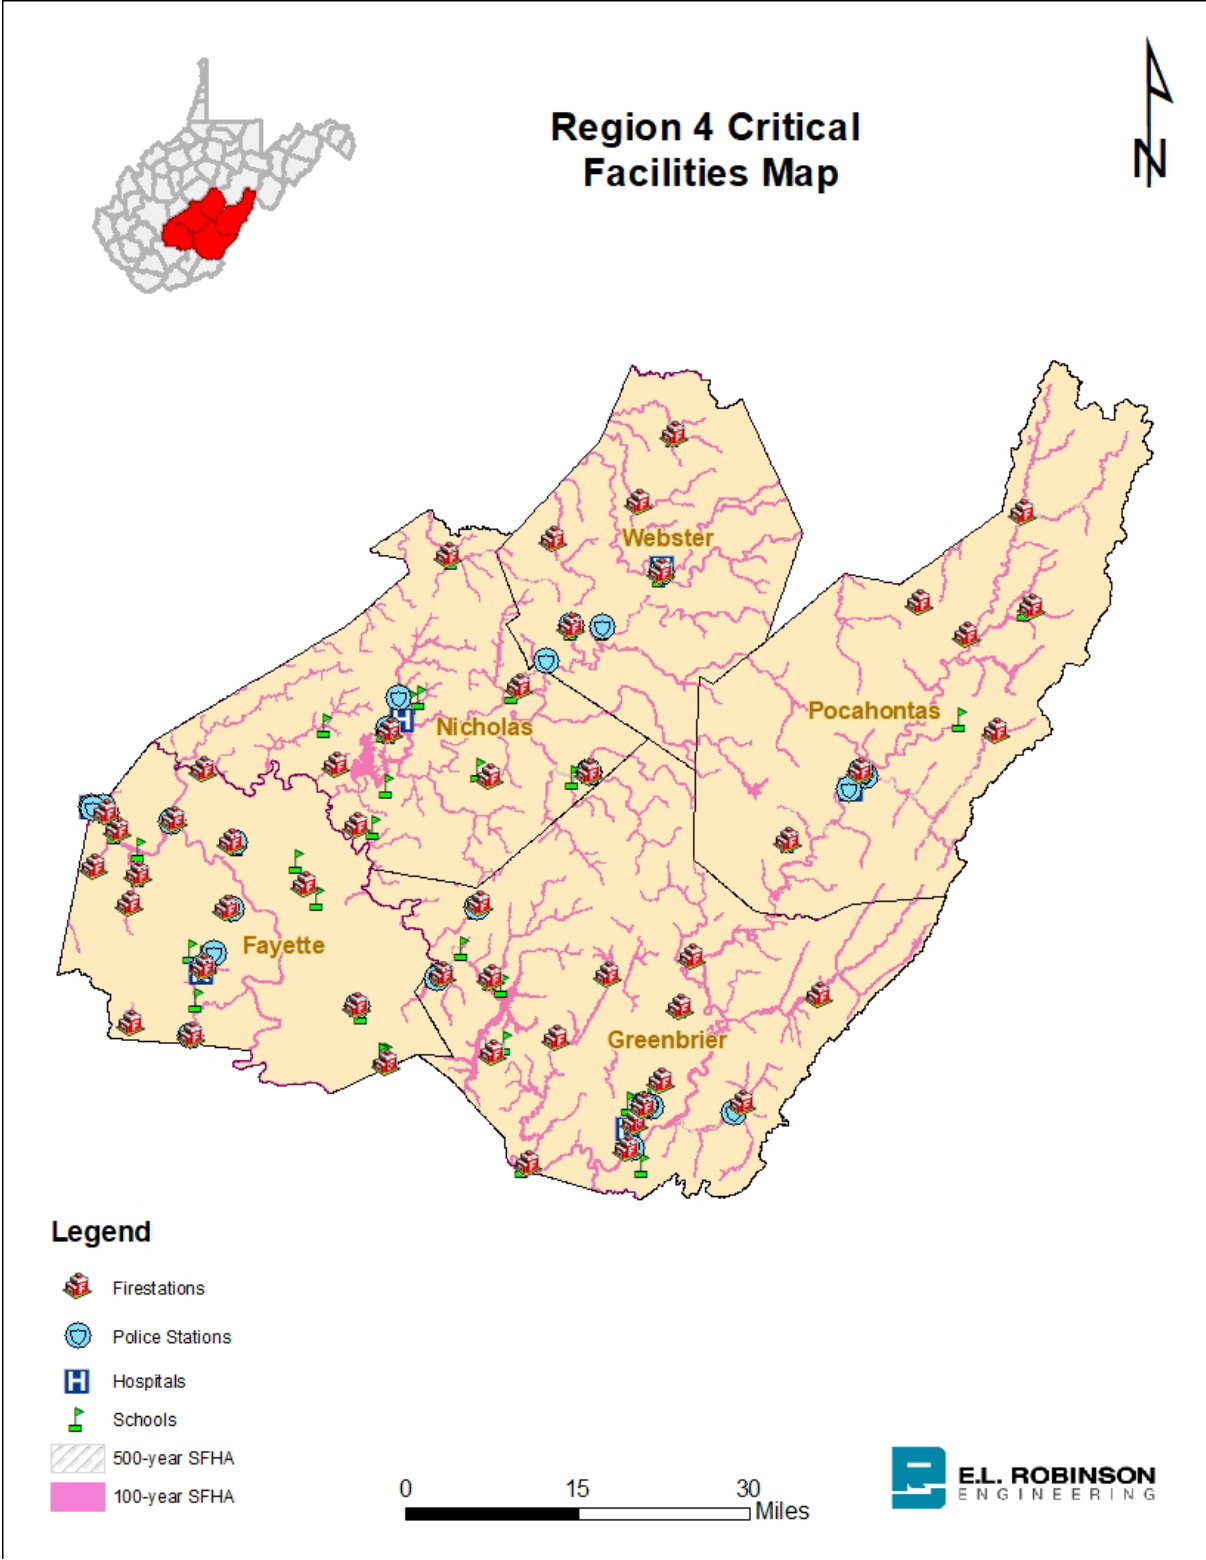 Region 4 Critical
Facilities Map
N
Webster
Pocahontas
Nicholas
H
Fayette
Greenbrier
Legend
Firestations
Police Stations
H Hospitals
Schools
500-year SFHA
100-year SFHA
0 15 30
Miles
E.L. ROBINSON
ENGINEERING